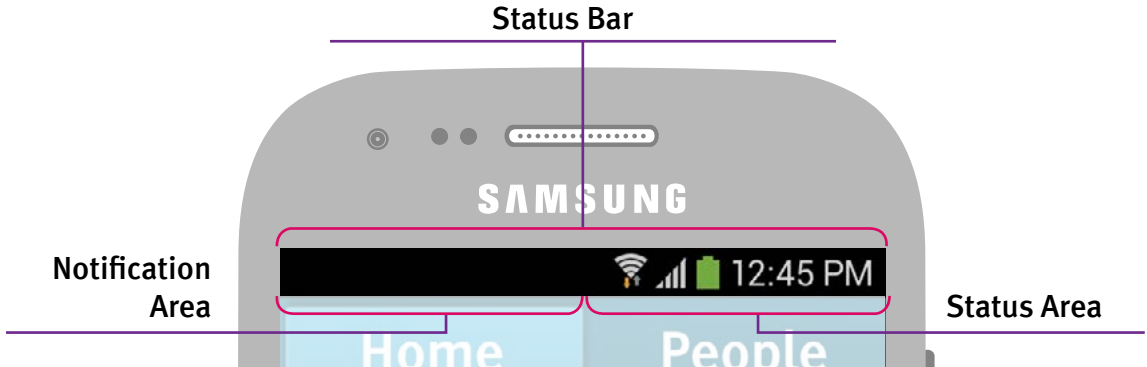 Status Bar
SAMSUNG
12:45 PM
Notification
Area
Status Area
Home
People